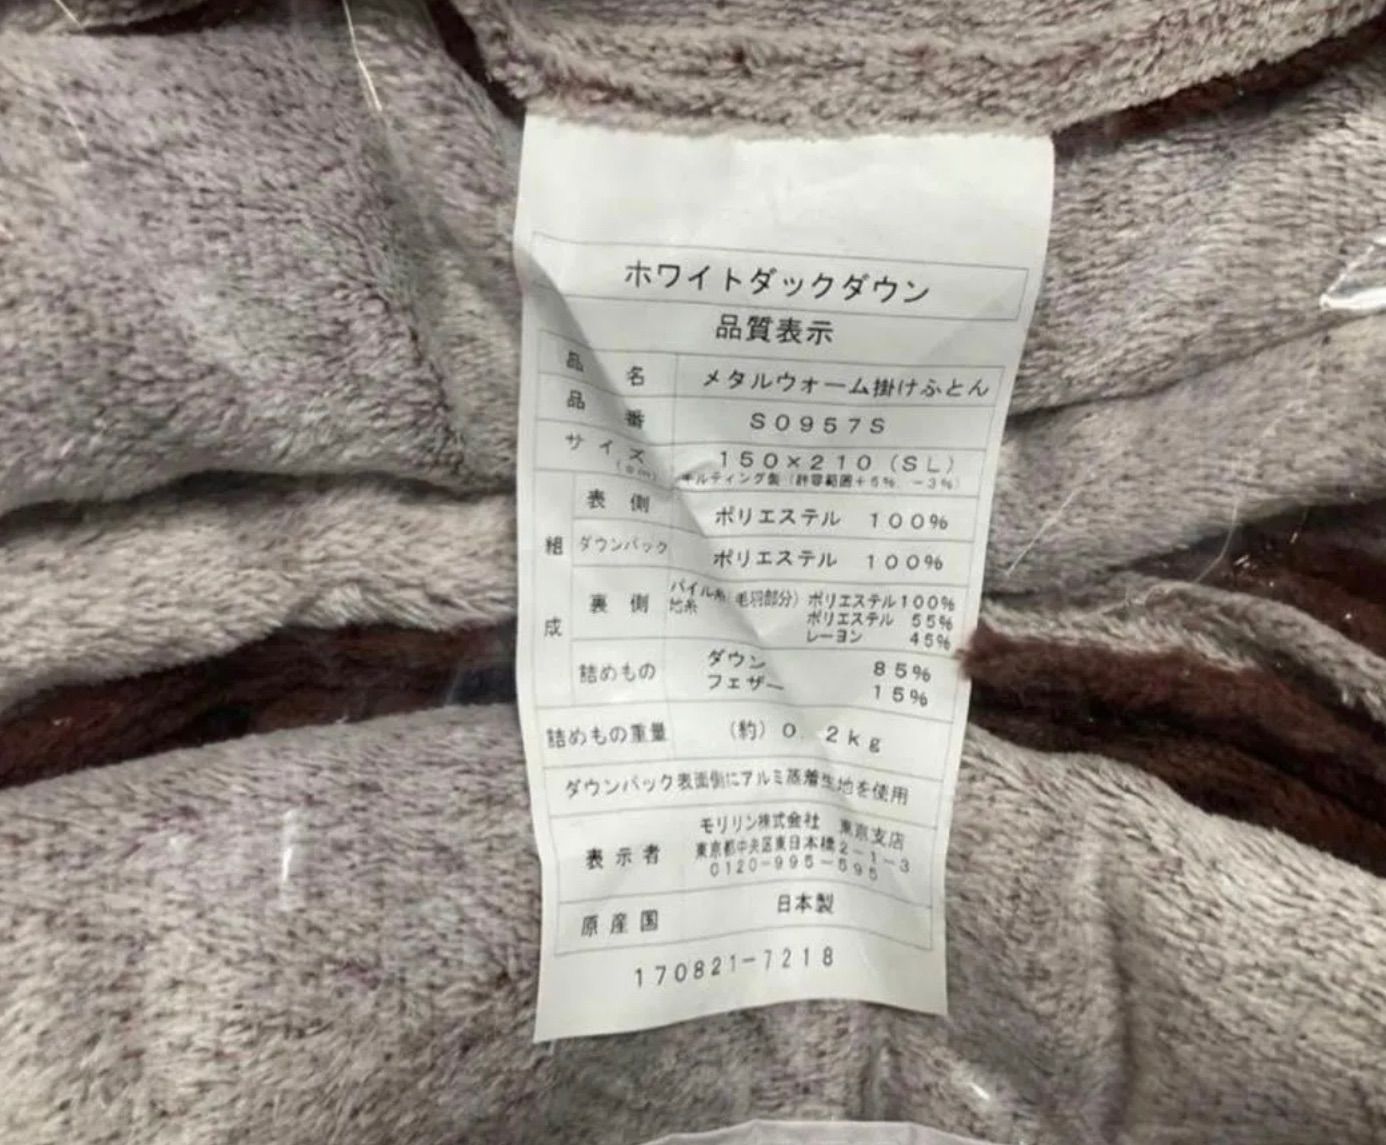 ホワイトダックダウン
品質表示
品名 メタルウォーム掛けふとん
品番 S0957S
サイズ(cm) 150×210(SL)
キルティング製(許容範囲+5%、-3%)
組成 表側 ポリエステル 100%
ダウンパック ポリエステル 100%
裏側 パイル糸(毛羽部分) ポリエステル100%
地糸 ポリエステル 55%
レーヨン 45%
詰めもの ダウン 85%
フェザー 15%
詰めもの重量 (約)0.2kg
ダウンパック表面側にアルミ蒸着生地を使用
表示者 モリリン株式会社 東京支店
東京都中央区東日本橋2-1-3
0120-995-595
原産国 日本製
170821-7218